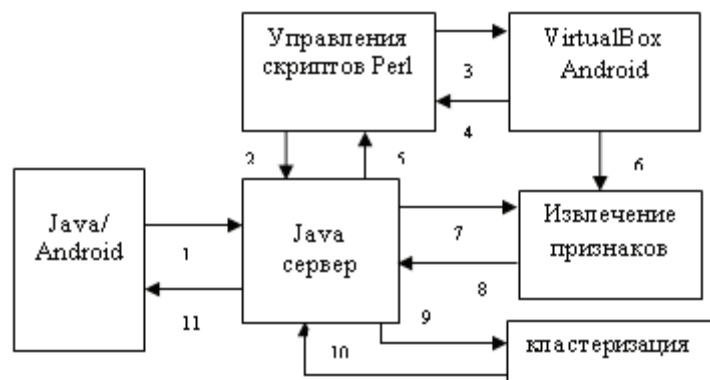 Управления
скриптов Perl
VirtualBox
Android
3
4
2
5
6
Java/
Android
1
11
Java
сервер
7
8
Извлечение
признаков
9
10
кластеризация